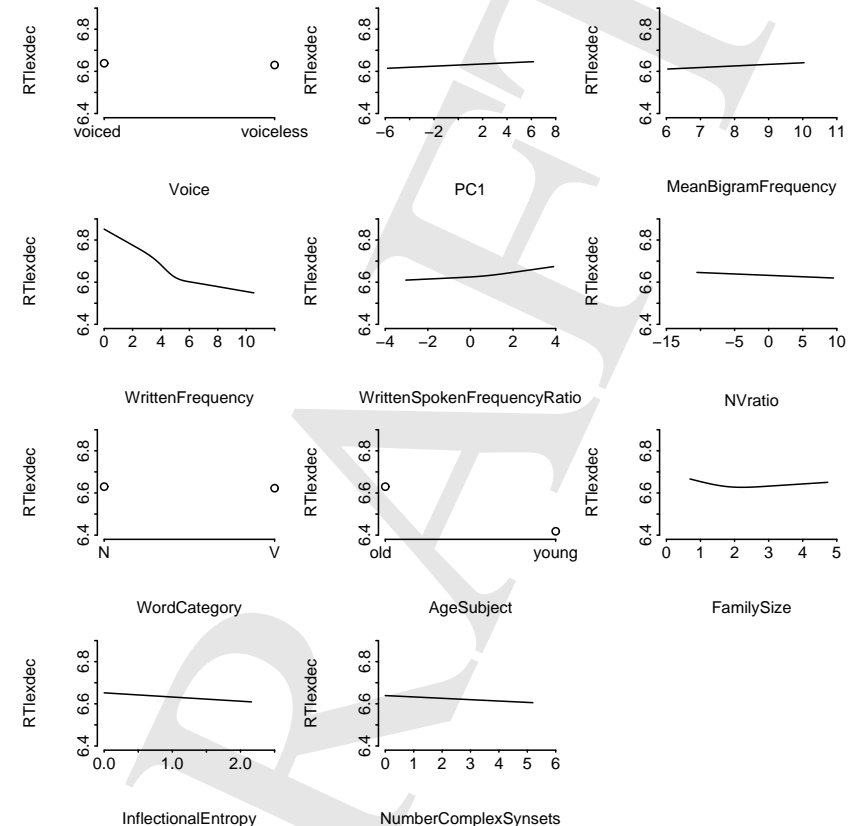 RTlexdec
6.4 6.6 6.8
voiced voiceless
Voice
RTlexdec
6.4 6.6 6.8
−6 −2 2 4 6 8
PC1
RTlexdec
6.4 6.6 6.8
6 7 8 9 10 11
MeanBigramFrequency
RTlexdec
6.4 6.6 6.8
0 2 4 6 8 10
WrittenFrequency
RTlexdec
6.4 6.6 6.8
−4 −2 0 2 4
WrittenSpokenFrequencyRatio
RTlexdec
6.4 6.6 6.8
−15 −5 0 5 10
NVratio
RTlexdec
6.4 6.6 6.8
N V
WordCategory
RTlexdec
6.4 6.6 6.8
old young
AgeSubject
RTlexdec
6.4 6.6 6.8
0 1 2 3 4 5
FamilySize
RTlexdec
6.4 6.6 6.8
0.0 1.0 2.0
InflectionalEntropy
RTlexdec
6.4 6.6 6.8
0 1 2 3 4 5 6
NumberComplexSynsets
RAFT